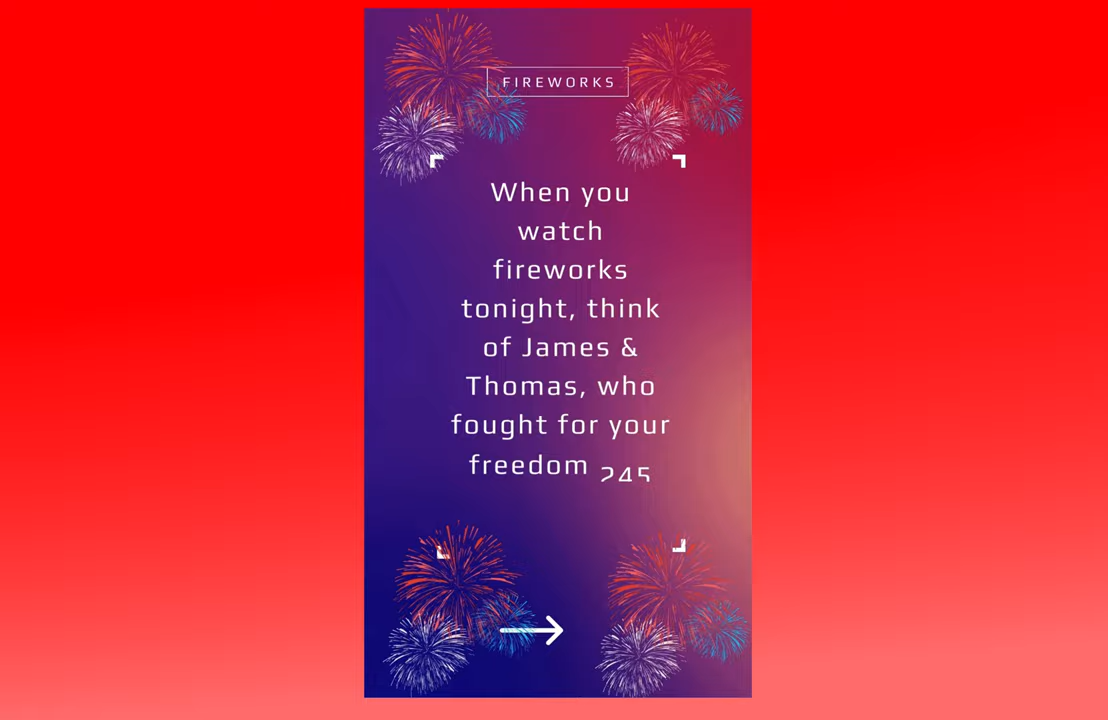 FIREWORKS
When you
watch
fireworks
tonight, think
of James &
Thomas, who
fought for your
freedom 245